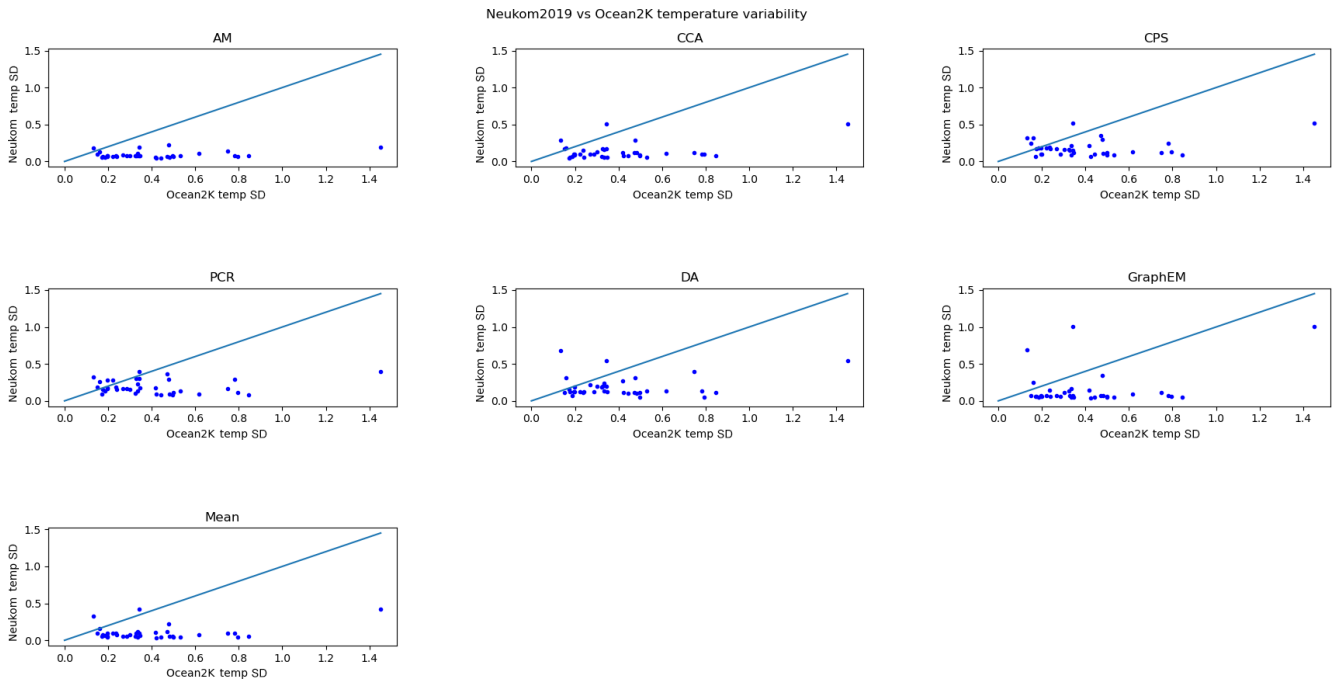 Neukom2019 vs Ocean2K temperature variability
AM
Neukom temp SD
1.5
1.0
0.5
0.0
0.0 0.2 0.4 0.6 0.8 1.0 1.2 1.4
Ocean2K temp SD
CCA
Neukom temp SD
1.5
1.0
0.5
0.0
0.0 0.2 0.4 0.6 0.8 1.0 1.2 1.4
Ocean2K temp SD
CPS
Neukom temp SD
1.5
1.0
0.5
0.0
0.0 0.2 0.4 0.6 0.8 1.0 1.2 1.4
Ocean2K temp SD
PCR
Neukom temp SD
1.5
1.0
0.5
0.0
0.0 0.2 0.4 0.6 0.8 1.0 1.2 1.4
Ocean2K temp SD
DA
Neukom temp SD
1.5
1.0
0.5
0.0
0.0 0.2 0.4 0.6 0.8 1.0 1.2 1.4
Ocean2K temp SD
GraphEM
Neukom temp SD
1.5
1.0
0.5
0.0
0.0 0.2 0.4 0.6 0.8 1.0 1.2 1.4
Ocean2K temp SD
Mean
Neukom temp SD
1.5
1.0
0.5
0.0
0.0 0.2 0.4 0.6 0.8 1.0 1.2 1.4
Ocean2K temp SD